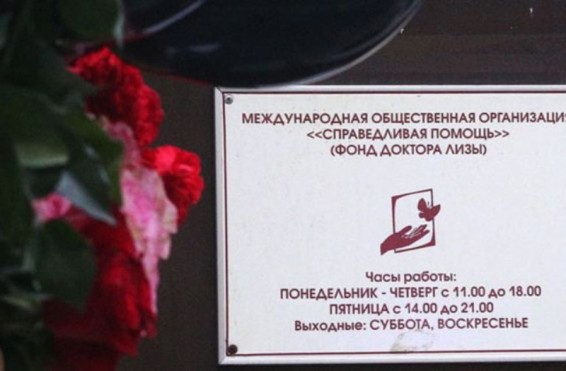 МЕЖДУНАРОДНАЯ ОБЩЕСТВЕННАЯ ОРГАНИЗАЦИЯ
<<СПРАВЕДЛИВАЯ ПОМОЩЬ>>
(ФОНД ДОКТОРА ЛИЗЫ)
Часы работы:
ПОНЕДЕЛЬНИК - ЧЕТВЕРГ с 11.00 до 18.00
ПЯТНИЦА с 14.00 до 21.00
Выходные: СУББОТА, ВОСКРЕСЕНЬЕ